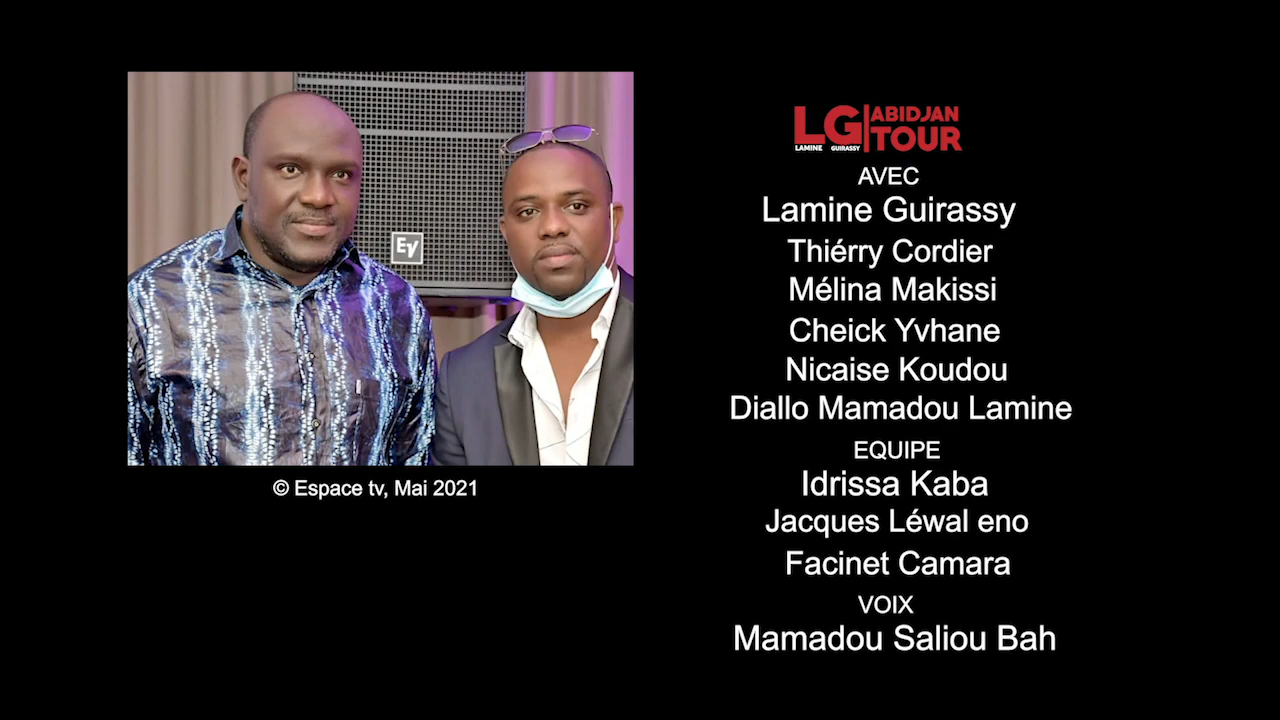 EV
© Espace tv, Mai 2021
LG ABIDJAN
TOUR
LAMINE GUIRASSY
AVEC
Lamine Guirassy
Thiérry Cordier
Mélina Makissi
Cheick Yvhane
Nicaise Koudou
Diallo Mamadou Lamine
EQUIPE
Idrissa Kaba
Jacques Léwal eno
Facinet Camara
VOIX
Mamadou Saliou Bah